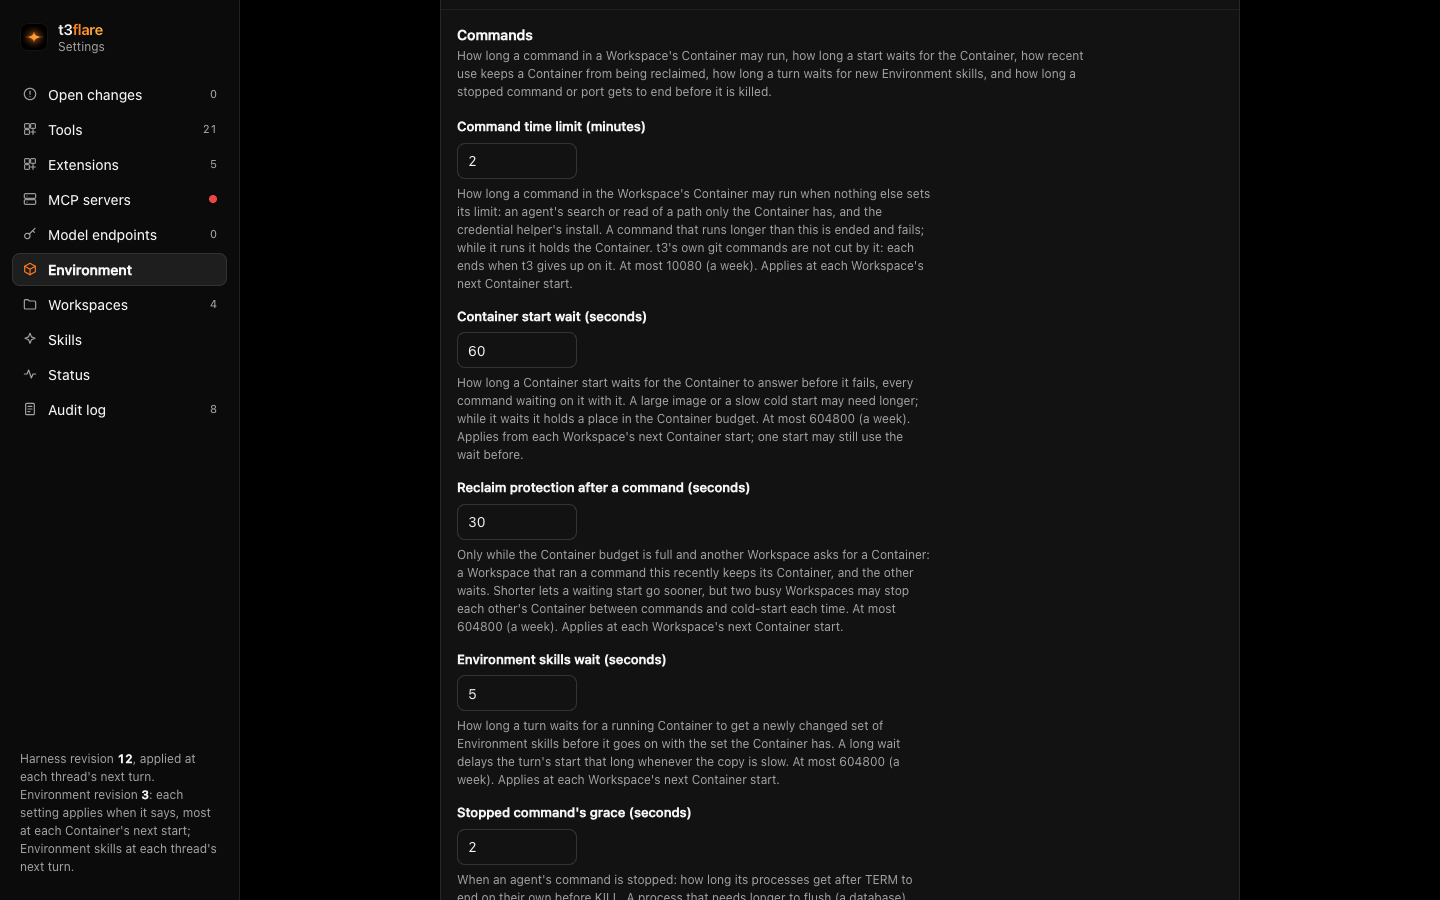 t3flare
Settings
Open changes 0
Tools 21
Extensions 5
MCP servers
Model endpoints 0
Environment
Workspaces 4
Skills
Status
Audit log 8
Harness revision 12, applied at
each thread's next turn.
Environment revision 3: each
setting applies when it says, most
at each Container's next start;
Environment skills at each thread's
next turn.
Commands
How long a command in a Workspace's Container may run, how long a start waits for the Container, how recent
use keeps a Container from being reclaimed, how long a turn waits for new Environment skills, and how long a
stopped command or port gets to end before it is killed.
Command time limit (minutes)
2
How long a command in the Workspace's Container may run when nothing else sets
its limit: an agent's search or read of a path only the Container has, and the
credential helper's install. A command that runs longer than this is ended and fails;
while it runs it holds the Container. t3's own git commands are not cut by it: each
ends when t3 gives up on it. At most 10080 (a week). Applies at each Workspace's
next Container start.
Container start wait (seconds)
60
How long a Container start waits for the Container to answer before it fails, every
command waiting on it with it. A large image or a slow cold start may need longer;
while it waits it holds a place in the Container budget. At most 604800 (a week).
Applies from each Workspace's next Container start; one start may still use the
wait before.
Reclaim protection after a command (seconds)
30
Only while the Container budget is full and another Workspace asks for a Container:
a Workspace that ran a command this recently keeps its Container, and the other
waits. Shorter lets a waiting start go sooner, but two busy Workspaces may stop
each other's Container between commands and cold-start each time. At most
604800 (a week). Applies at each Workspace's next Container start.
Environment skills wait (seconds)
5
How long a turn waits for a running Container to get a newly changed set of
Environment skills before it goes on with the set the Container has. A long wait
delays the turn's start that long whenever the copy is slow. At most 604800 (a
week). Applies at each Workspace's next Container start.
Stopped command's grace (seconds)
2
When an agent's command is stopped: how long its processes get after TERM to
end on their own before KILL. A process that needs longer to flush (a database)